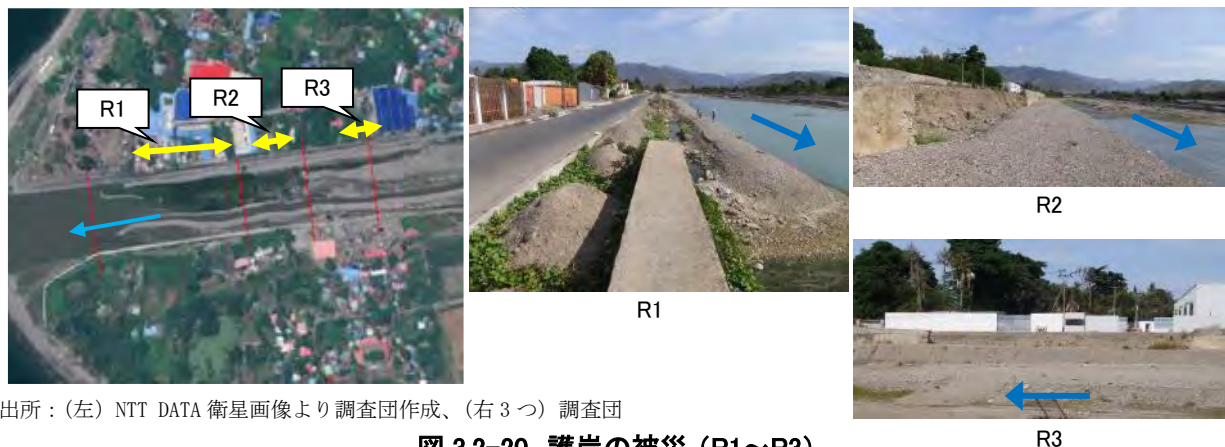 R1
R2
R3
R1
R2
R3
出所：(左) NTT DATA 衛星画像より調査団作成、(右 3 つ) 調査団
図 3.2-20 護岸の被災（R1～R3）